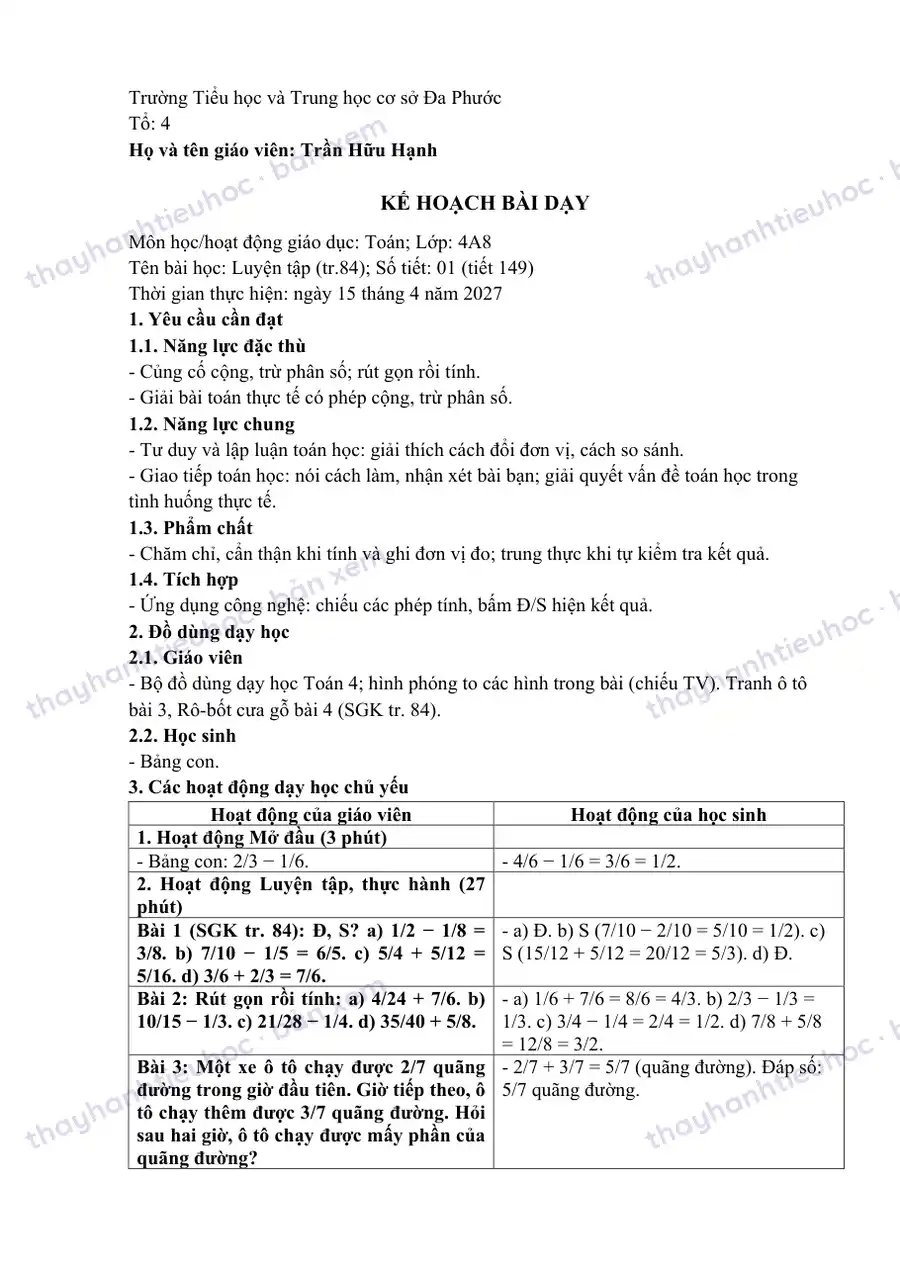 Trường Tiểu học và Trung học cơ sở Đa Phước
Tổ: 4
Họ và tên giáo viên: Trần Hữu Hạnh
KẾ HOẠCH BÀI DẠY
Môn học/hoạt động giáo dục: Toán; Lớp: 4A8
Tên bài học: Luyện tập (tr.84); Số tiết: 01 (tiết 149)
Thời gian thực hiện: ngày 15 tháng 4 năm 2027
1. Yêu cầu cần đạt
1.1. Năng lực đặc thù
- Củng cố cộng, trừ phân số; rút gọn rồi tính.
- Giải bài toán thực tế có phép cộng, trừ phân số.
1.2. Năng lực chung
- Tư duy và lập luận toán học: giải thích cách đổi đơn vị, cách so sánh.
- Giao tiếp toán học: nói cách làm, nhận xét bài bạn; giải quyết vấn đề toán học trong
tình huống thực tế.
1.3. Phẩm chất
- Chăm chỉ, cẩn thận khi tính và ghi đơn vị đo; trung thực khi tự kiểm tra kết quả.
1.4. Tích hợp
- Ứng dụng công nghệ: chiếu các phép tính, bấm Đ/S hiện kết quả.
2. Đồ dùng dạy học
2.1. Giáo viên
- Bộ đồ dùng dạy học Toán 4; hình phóng to các hình trong bài (chiếu TV). Tranh ô tô
bài 3, Rô-bốt cưa gỗ bài 4 (SGK tr. 84).
2.2. Học sinh
- Bảng con.
3. Các hoạt động dạy học chủ yếu
Hoạt động của giáo viên
Hoạt động của học sinh
1. Hoạt động Mở đầu (3 phút)
- Bảng con: 2/3 − 1/6.
- 4/6 − 1/6 = 3/6 = 1/2.
2. Hoạt động Luyện tập, thực hành (27
phút)
Bài 1 (SGK tr. 84): Đ, S? a) 1/2 − 1/8 =
3/8. b) 7/10 − 1/5 = 6/5. c) 5/4 + 5/12 =
5/16. d) 3/6 + 2/3 = 7/6.
- a) Đ. b) S (7/10 − 2/10 = 5/10 = 1/2). c)
S (15/12 + 5/12 = 20/12 = 5/3). d) Đ.
Bài 2: Rút gọn rồi tính: a) 4/24 + 7/6. b)
10/15 − 1/3. c) 21/28 − 1/4. d) 35/40 + 5/8.
- a) 1/6 + 7/6 = 8/6 = 4/3. b) 2/3 − 1/3 =
1/3. c) 3/4 − 1/4 = 2/4 = 1/2. d) 7/8 + 5/8
= 12/8 = 3/2.
Bài 3: Một xe ô tô chạy được 2/7 quãng
đường trong giờ đầu tiên. Giờ tiếp theo, ô
tô chạy thêm được 3/7 quãng đường. Hỏi
sau hai giờ, ô tô chạy được mấy phần của
quãng đường?
- 2/7 + 3/7 = 5/7 (quãng đường). Đáp số:
5/7 quãng đường.
thayhanhtieuhoc · bản xem
thayhanhtieuhoc · b
thayhanhtieuhoc · bản xem
thayhanhtieuhoc · b
thayhanhtieuhoc · bản xem
thayhanhtieuhoc · b